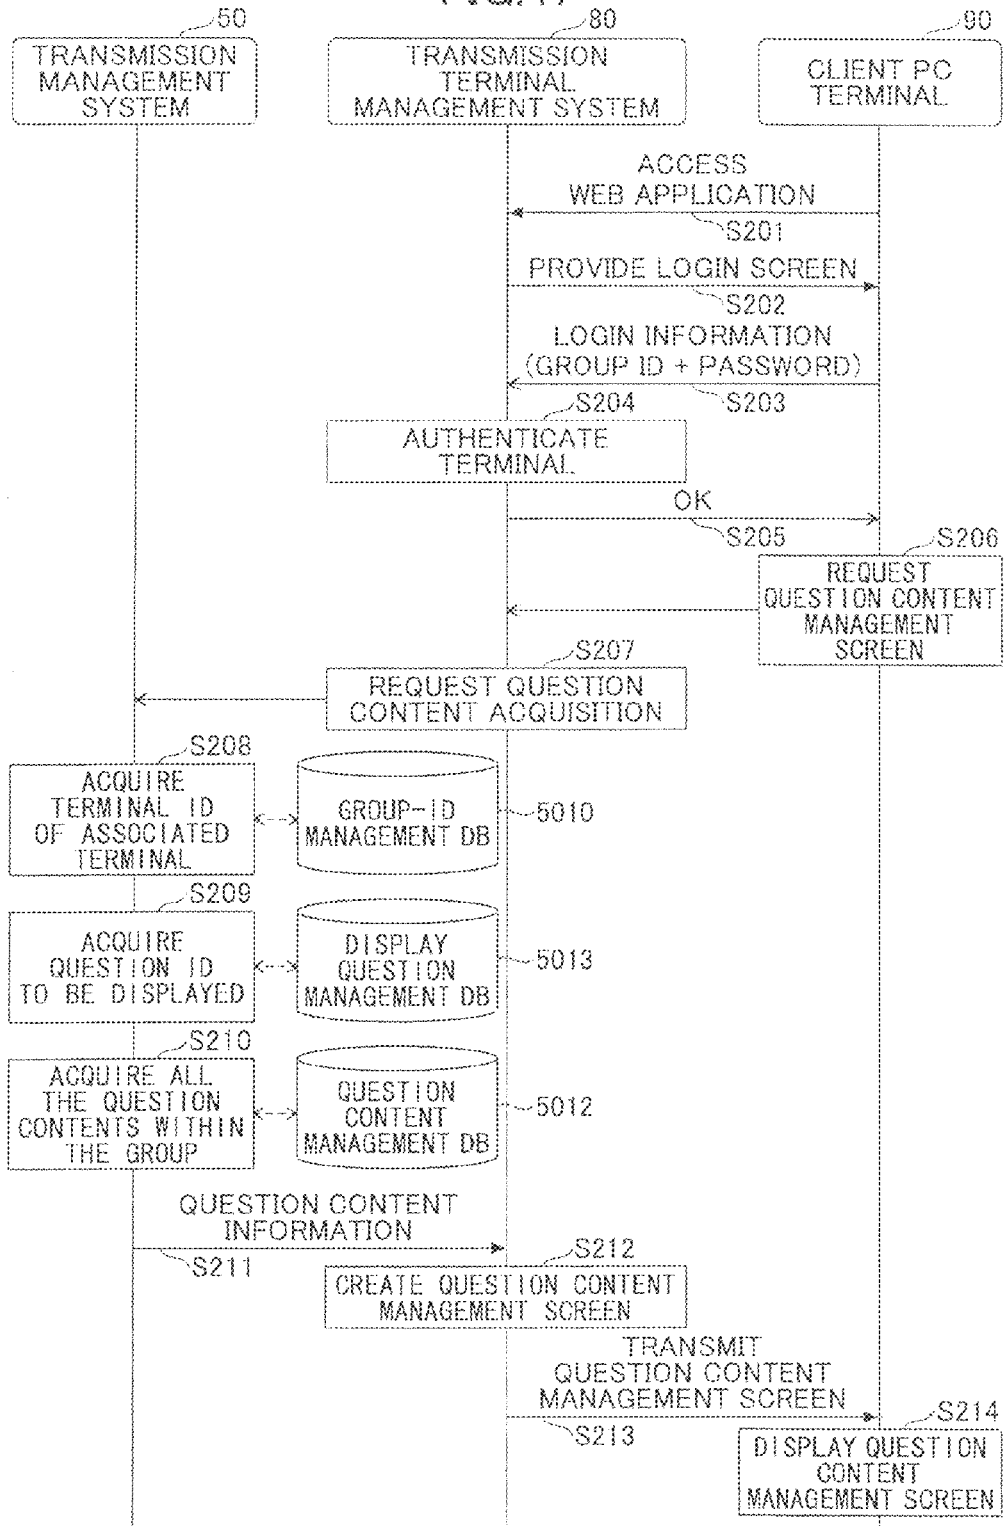 50
TRANSMISSION
MANAGEMENT
SYSTEM
80
TRANSMISSION
TERMINAL
MANAGEMENT SYSTEM
90
CLIENT PC
TERMINAL
ACCESS
WEB APPLICATION
S201
PROVIDE LOGIN SCREEN
S202
LOGIN INFORMATION
(GROUP ID + PASSWORD)
S203
S204
AUTHENTICATE
TERMINAL
OK
S205
S206
REQUEST
QUESTION CONTENT
MANAGEMENT
SCREEN
S207
REQUEST QUESTION
CONTENT ACQUISITION
S208
ACQUIRE
TERMINAL ID
OF ASSOCIATED
TERMINAL
GROUP-ID
MANAGEMENT DB
5010
S209
ACQUIRE
QUESTION ID
TO BE DISPLAYED
DISPLAY
QUESTION
MANAGEMENT DB
5013
S210
ACQUIRE ALL
THE QUESTION
CONTENTS WITHIN
THE GROUP
QUESTION
CONTENT
MANAGEMENT DB
5012
QUESTION CONTENT
INFORMATION
S211
S212
CREATE QUESTION CONTENT
MANAGEMENT SCREEN
TRANSMIT
QUESTION CONTENT
MANAGEMENT SCREEN
S213
S214
DISPLAY QUESTION
CONTENT
MANAGEMENT SCREEN